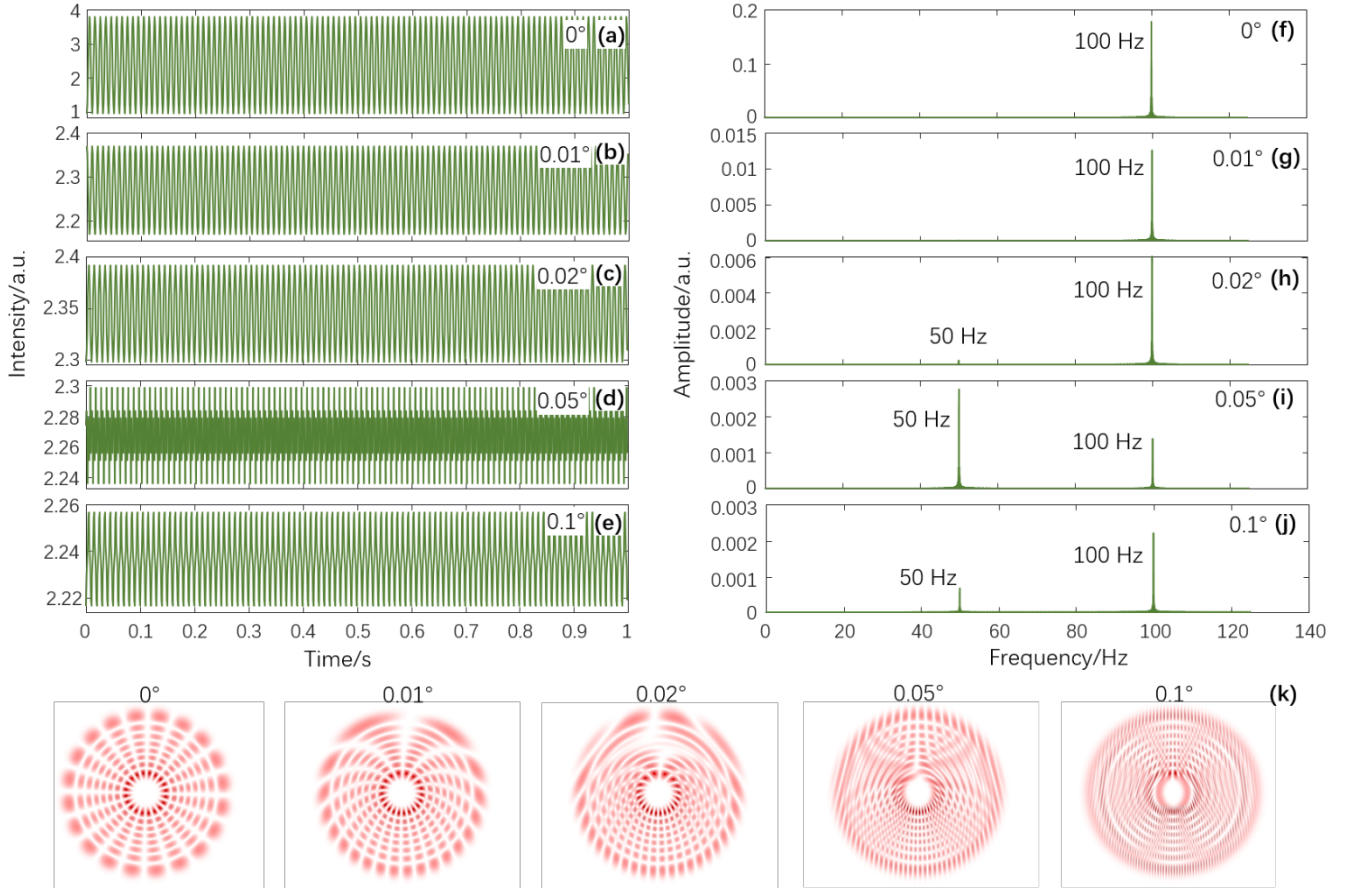 4
3
2
1
0° (a)
2.4
2.3
2.2
0.01° (b)
2.4
2.35
2.3
0.02° (c)
2.3
2.28
2.26
2.24
0.05° (d)
2.26
2.24
2.22
0.1° (e)
0 0.1 0.2 0.3 0.4 0.5 0.6 0.7 0.8 0.9 1
Time/s
Intensity/a.u.
0.2
0.1
0
100 Hz
0° (f)
0.015
0.01
0.005
0
100 Hz
0.01° (g)
0.006
0.004
0.002
0
50 Hz
100 Hz
0.02° (h)
0.003
0.002
0.001
0
50 Hz
100 Hz
0.05° (i)
0.003
0.002
0.001
0
50 Hz
100 Hz
0.1° (j)
0 20 40 60 80 100 120 140
Frequency/Hz
Amplitude/a.u.
0° 0.01° 0.02° 0.05° 0.1° (k)